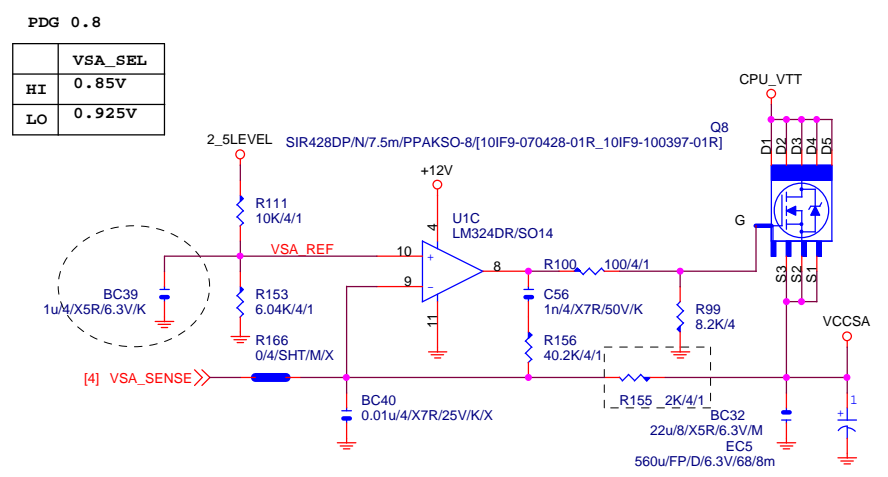 PDG 0.8
VSA_SEL
HI 0.85V
LO 0.925V
CPU_VTT
2_5LEVEL
SIR428DP/N/7.5m/PPAKSO-8/[10IF9-070428-01R_10IF9-100397-01R]
Q8
D1 D2 D3 D4 D5
+12V
R111
10K/4/1
4
U1C
LM324DR/SO14
G
VSA_REF
10
+
8
9
-
11
R100
100/4/1
S3 S2 S1
BC39
1u/4/X5R/6.3V/K
R153
6.04K/4/1
C56
1n/4/X7R/50V/K
R99
8.2K/4
VCCSA
R166
0/4/SHT/M/X
R156
40.2K/4/1
[4] VSA_SENSE
R155 2K/4/1
BC40
0.01u/4/X7R/25V/K/X
BC32
22u/8/X5R/6.3V/M
EC5
560u/FP/D/6.3V/68/8m
1
+